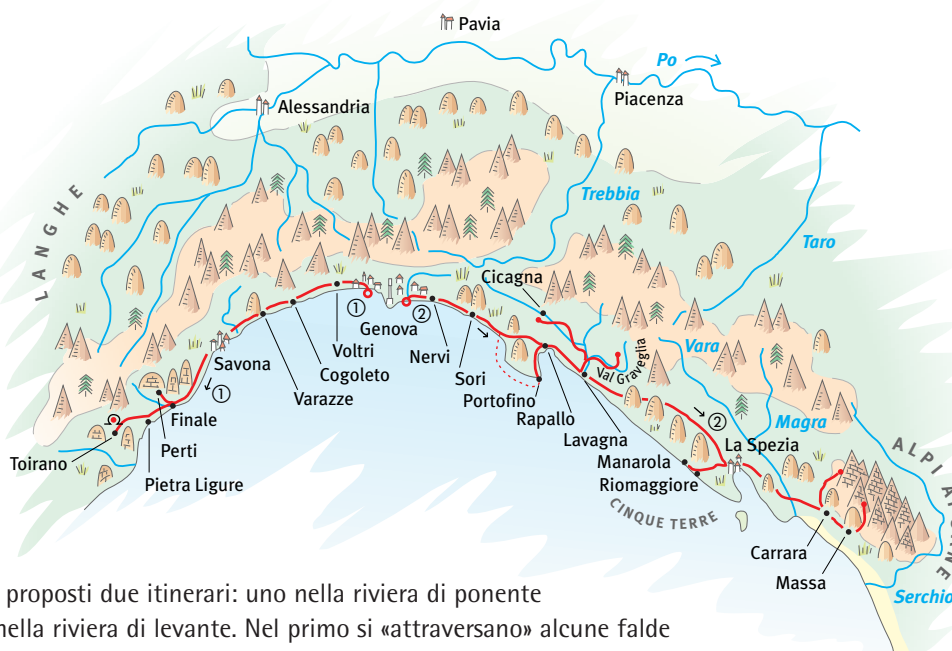 Pavia
Po
Piacenza
Alessandria
LANGHE
Trebbia
Taro
Cicagna
①
②
Genova
Voltri
Nervi
Savona
Cogoleto
Sori
Val Graveglia
Vara
Varazze
Portofino
①
Rapallo
②
Finale
Magra
Lavagna
La Spezia
Perti
Toirano
Manarola
Pietra Ligure
Riomaggiore
CINQUE TERRE
ALPI A
NE
Carrara
Massa
Serchio
proposti due itinerari: uno nella riviera di ponente
nella riviera di levante. Nel primo si «attraversano» alcune falde